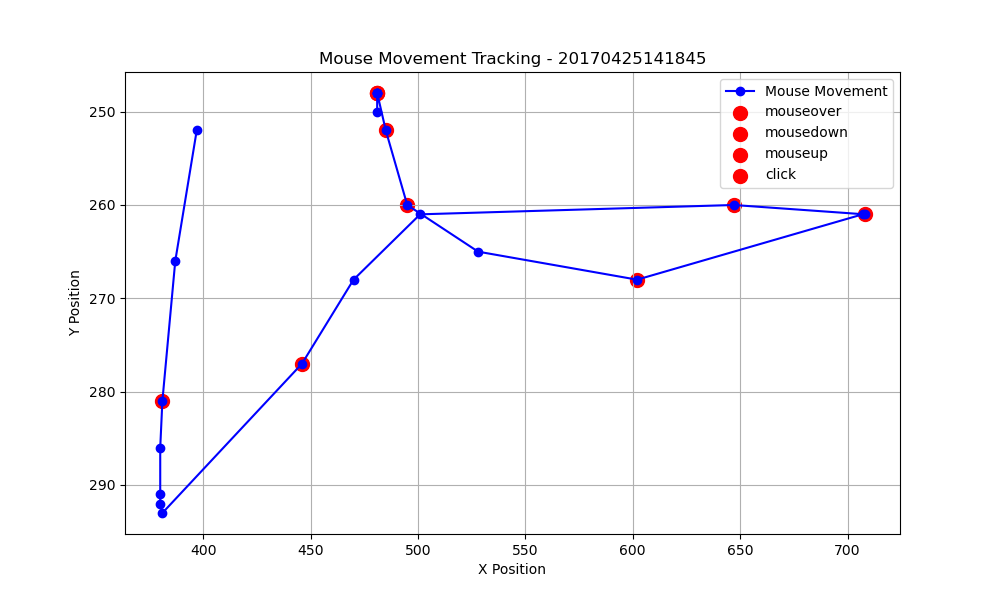 Mouse Movement Tracking - 20170425141845
Mouse Movement
mouseover
mousedown
mouseup
click
250
260
270
280
290
Y Position
400
450
500
550
600
650
700
X Position